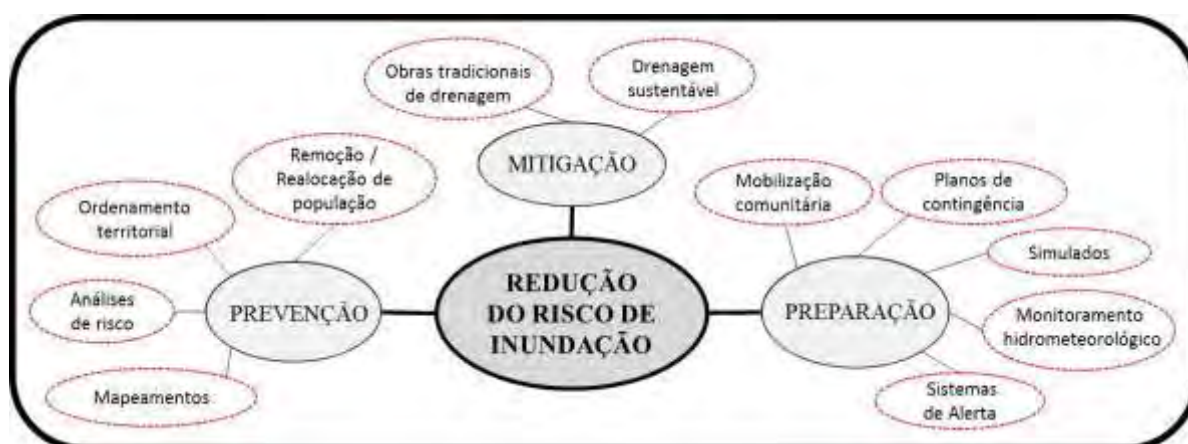 Obras tradicionais
de drenagem
Drenagem
sustentável
MITIGAÇÃO
Remoção /
Realocação de
população
Ordenamento
territorial
Análises
de risco
Mapeamentos
PREVENÇÃO
REDUÇÃO
DO RISCO DE
INUNDAÇÃO
Mobilização
comunitária
Planos de
contingência
Simulados
Monitoramento
hidrometeorológico
Sistemas
de Alerta
PREPARAÇÃO